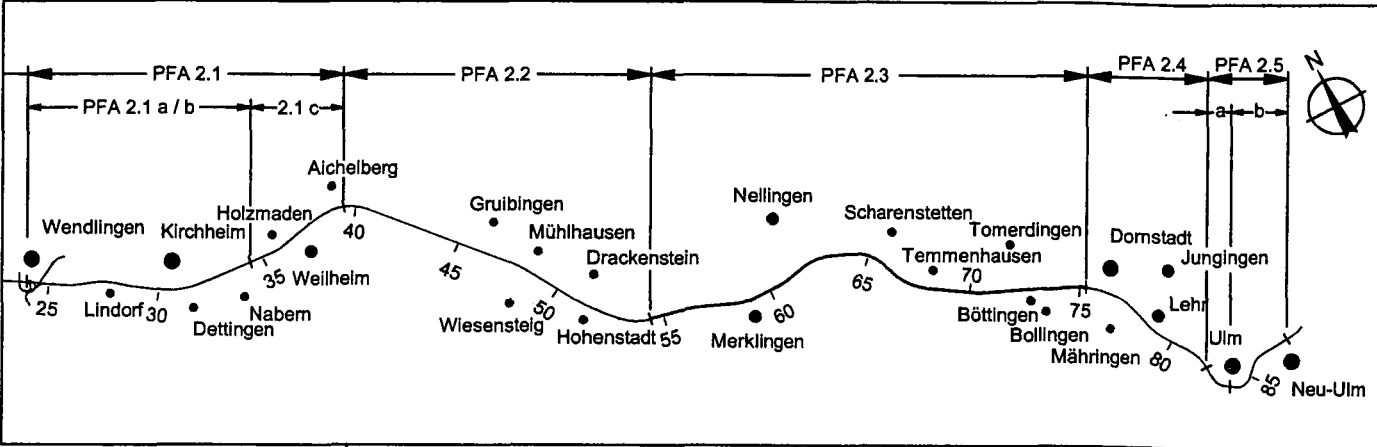 PFA 2.1
PFA 2.2
PFA 2.3
PFA 2.4
PFA 2.5
N
PFA 2.1 a / b
2.1 c
a
b
Aichelberg
Wendlingen
Kirchheim
Holzmaden
Weilheim
Lindorf
Dettingen
Nabern
25
30
35
40
Gruibingen
Mühlhausen
Drackenstein
Wiesensteig
Hohenstadt
45
50
55
Nellingen
Merklingen
60
Scharenstetten
65
Temmenhausen
70
Tomerdingen
Böttingen
Bollingen
Mähringen
75
Dornstadt
Jungingen
Lehr
80
Ulm
85
Neu-Ulm